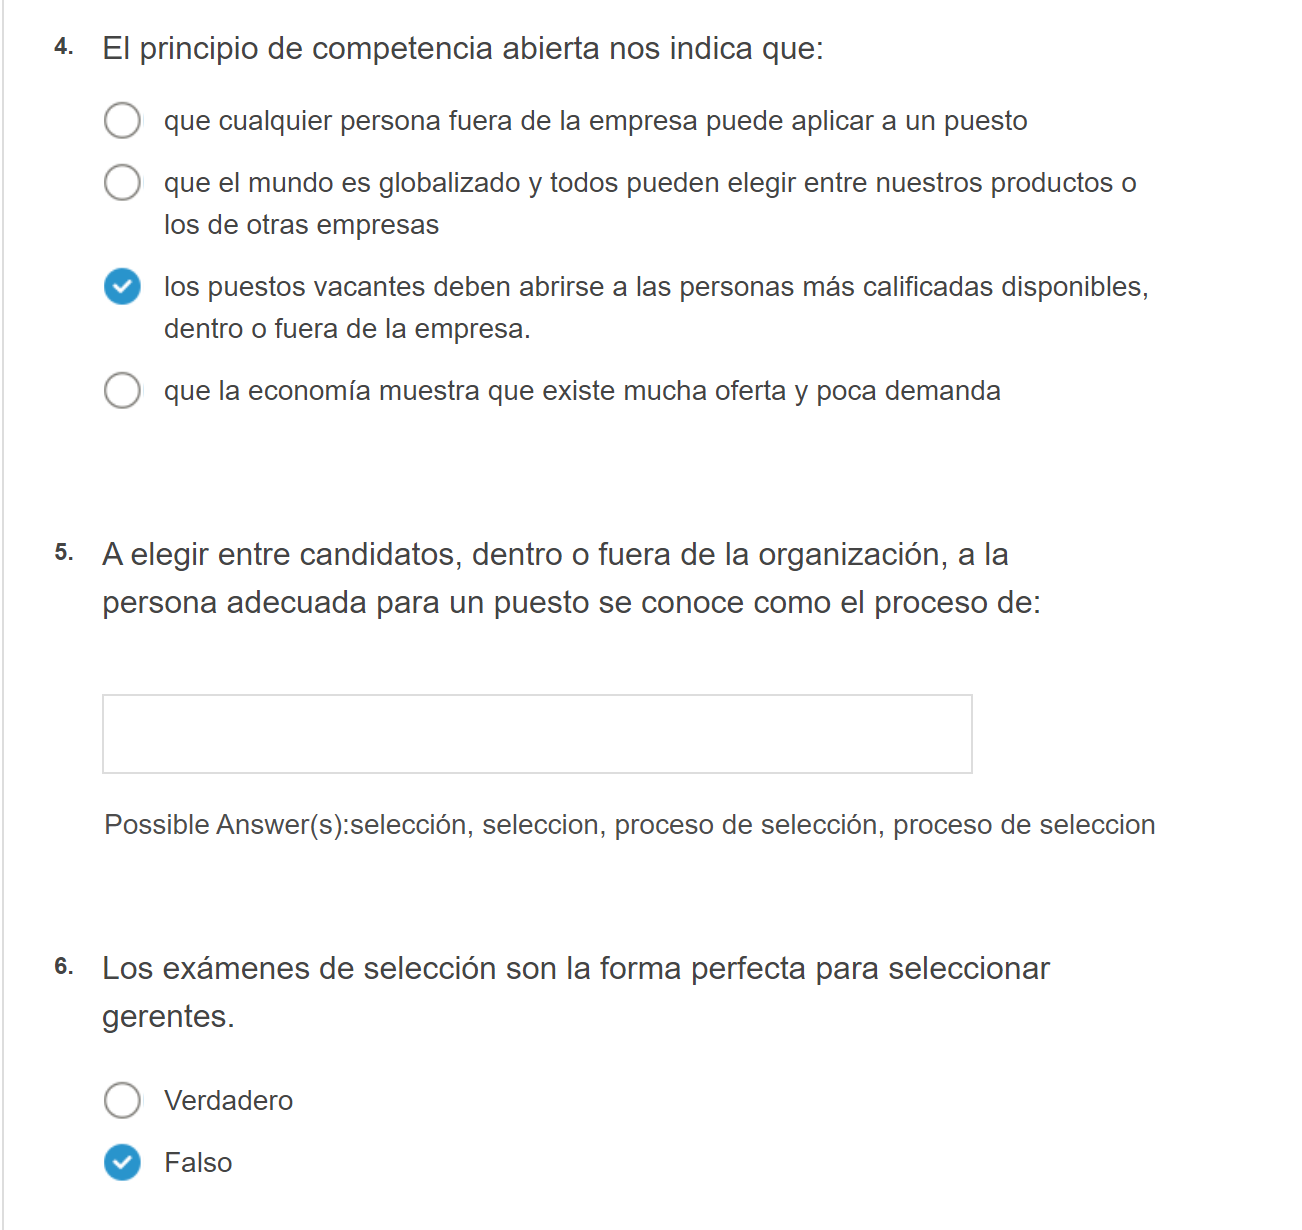 4. El principio de competencia abierta nos indica que:
que cualquier persona fuera de la empresa puede aplicar a un puesto
que el mundo es globalizado y todos pueden elegir entre nuestros productos o
los de otras empresas
los puestos vacantes deben abrirse a las personas más calificadas disponibles,
dentro o fuera de la empresa.
que la economía muestra que existe mucha oferta y poca demanda
5. A elegir entre candidatos, dentro o fuera de la organización, a la
persona adecuada para un puesto se conoce como el proceso de:
Possible Answer(s):selección, seleccion, proceso de selección, proceso de seleccion
6. Los exámenes de selección son la forma perfecta para seleccionar
gerentes.
Verdadero
Falso